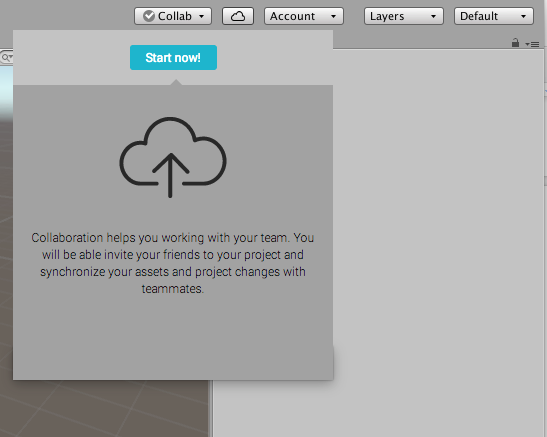 Collab
Account
Layers
Default
Start now!
Collaboration helps you working with your team. You
will be able invite your friends to your project and
synchronize your assets and project changes with
teammates.